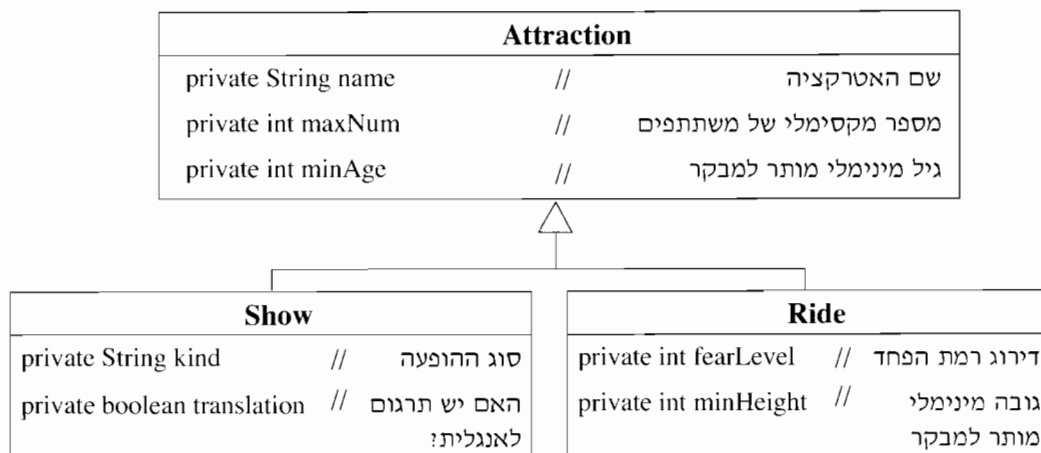 Attraction
private String name // שם האטרקציה
private int maxNum // מספר מקסימלי של משתתפים
private int minAge // גיל מינימלי מותר למבקר
Show
private String kind // סוג ההופעה
private boolean translation // האם יש תרגום
לאנגלית?
Ride
private int fearLevel // דירוג רמת הפחד
private int minHeight // גובה מינימלי
מותר למבקר